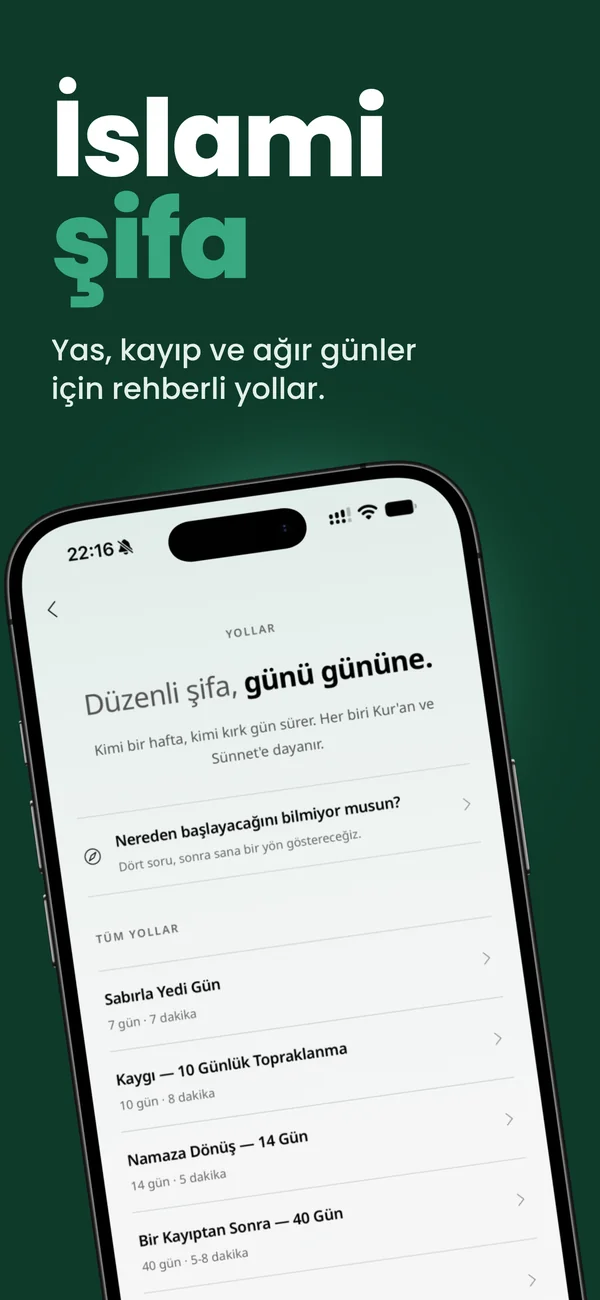 İslami
şifa
Yas, kayıp ve ağır günler
için rehberli yollar.
22:16
YOLLAR
Düzenli şifa, günü gününe.
Kimi bir hafta, kimi kırk gün sürer. Her biri Kur'an ve
Sünnet'e dayanır.
Nereden başlayacağını bilmiyor musun?
Dört soru, sonra sana bir yön göstereceğiz.
TÜM YOLLAR
Sabırla Yedi Gün
7 gün · 7 dakika
Kaygı — 10 Günlük Topraklanma
10 gün · 8 dakika
Namaza Dönüş — 14 Gün
14 gün · 5 dakika
Bir Kayıptan Sonra — 40 Gün
40 gün · 5-8 dakika